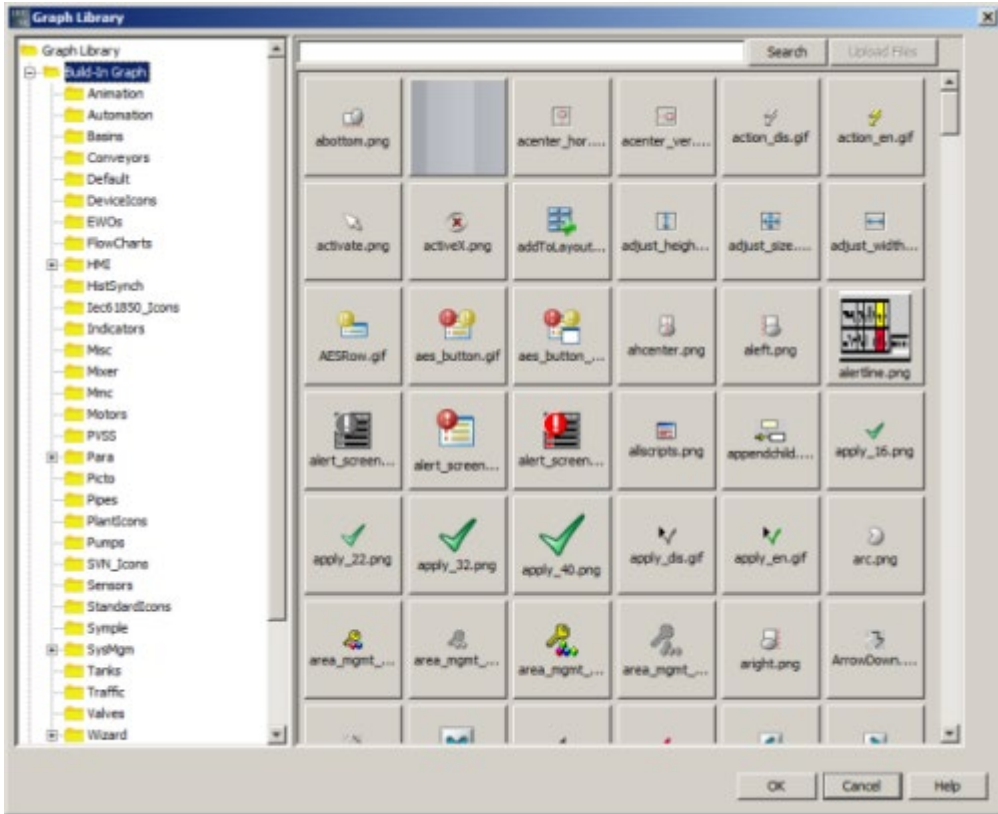 Graph Library
Graph Library
Build-In Graph
Animation
Automation
Basins
Conveyors
Default
DeviceIcons
EWOs
FlowCharts
HMI
HistSynch
Iec61850_Icons
Indicators
Misc
Mixer
Mmc
Motors
PVSS
Para
Picto
Pipes
PlantIcons
Pumps
SVN_Icons
Sensors
StandardIcons
Symple
SysMgm
Tanks
Traffic
Valves
Wizard
Search Upload Files
abottom.png acenter_hor.... acenter_ver.... action_dis.gif action_en.gif
activate.png activeX.png addToLayout... adjust_heigh... adjust_size.... adjust_width...
AESRow.gif aes_button.gif aes_button_... ahcenter.png aleft.png alertline.png
alert_screen... alert_screen... alert_screen... allscripts.png appendchild.... apply_16.png
apply_22.png apply_32.png apply_40.png apply_dis.gif apply_en.gif arc.png
area_mgmt_... area_mgmt_... area_mgmt_... area_mgmt_... aright.png ArrowDown....
OK Cancel Help